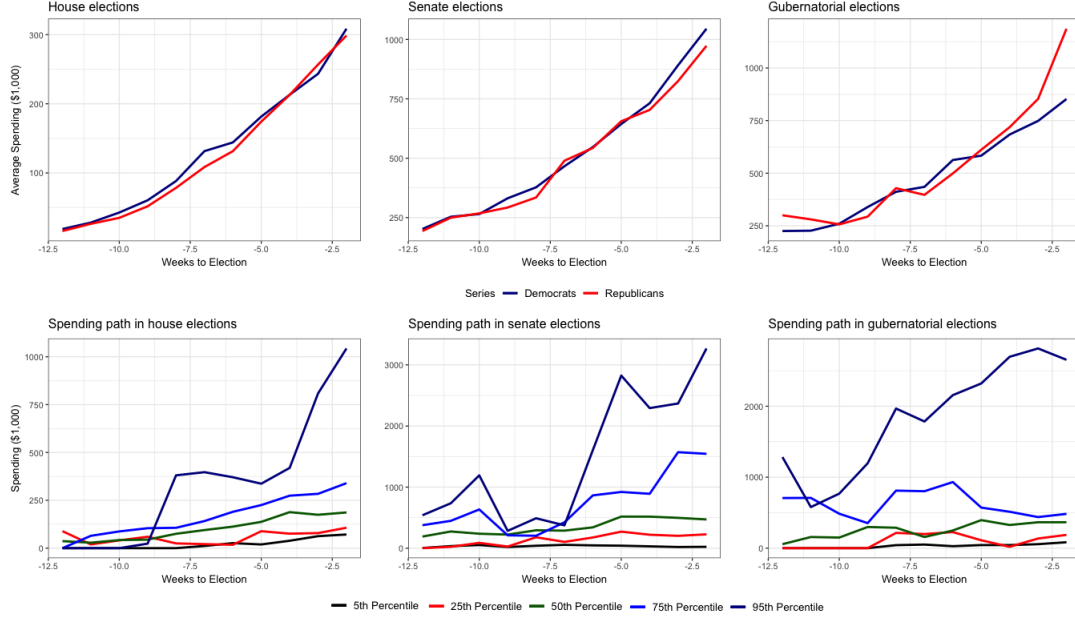 House elections
Senate elections
Gubernatorial elections
Average Spending ($1,000)
300
200
100
-12.5 -10.0 -7.5 -5.0 -2.5
Weeks to Election
1000
750
500
250
-12.5 -10.0 -7.5 -5.0 -2.5
Weeks to Election
1000
750
500
250
-12.5 -10.0 -7.5 -5.0 -2.5
Weeks to Election
Series Democrats Republicans
Spending path in house elections
Spending path in senate elections
Spending path in gubernatorial elections
Spending ($1,000)
1000
750
500
250
0
-12.5 -10.0 -7.5 -5.0 -2.5
Weeks to Election
3000
2000
1000
0
-12.5 -10.0 -7.5 -5.0 -2.5
Weeks to Election
2000
1000
0
-12.5 -10.0 -7.5 -5.0 -2.5
Weeks to Election
5th Percentile 25th Percentile 50th Percentile 75th Percentile 95th Percentile